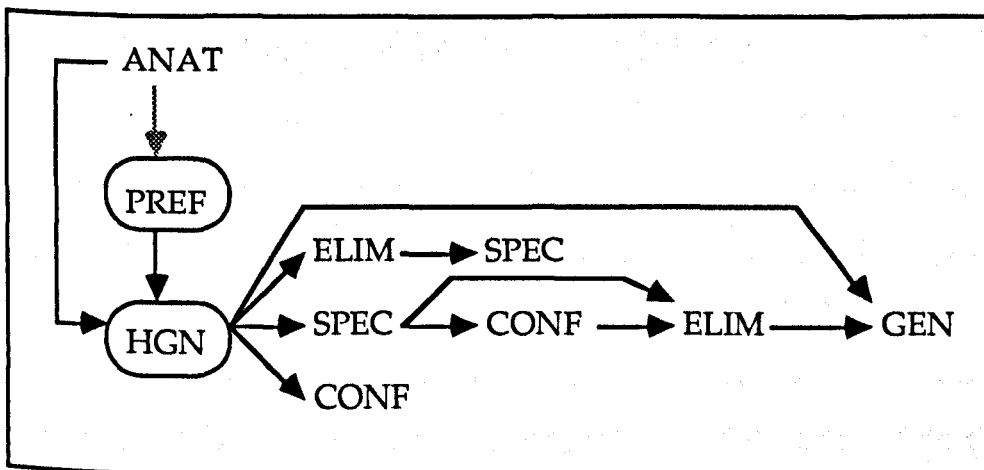 ANAT
PREF
ELIM SPEC
HGN SPEC CONF ELIM GEN
CONF